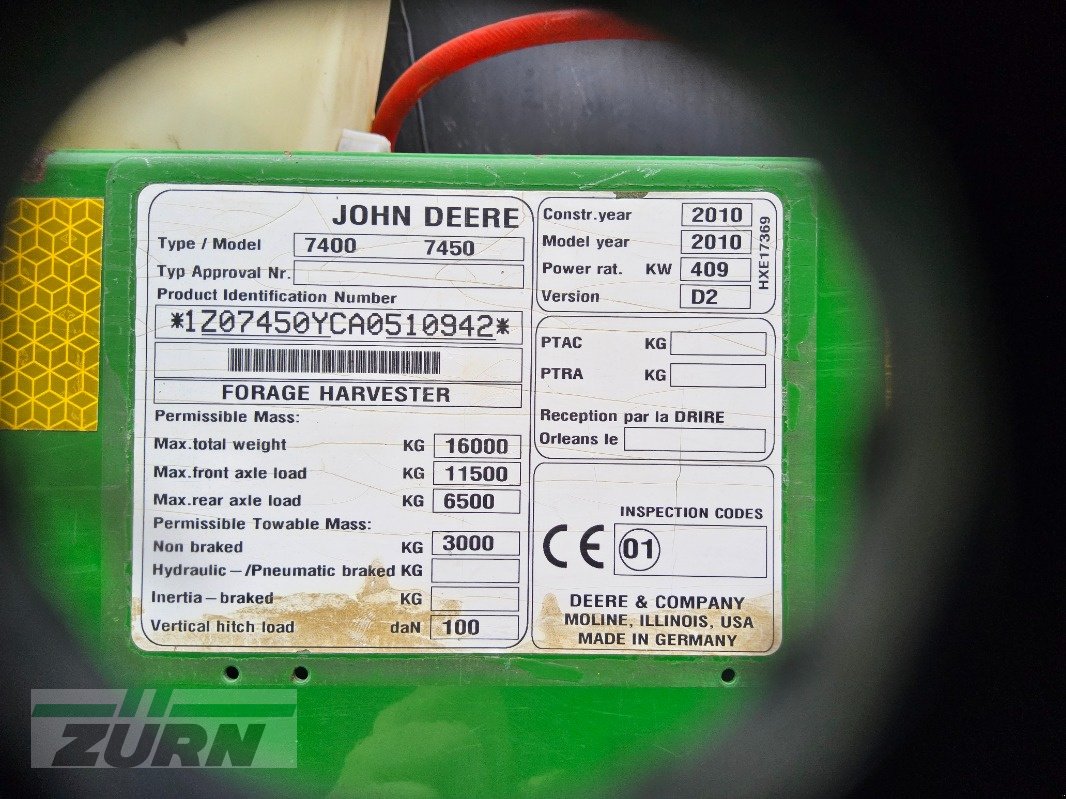 JOHN DEERE
Type / Model 7400 7450
Typ Approval Nr.
Product Identification Number
*1Z07450YCA0510942*
FORAGE HARVESTER
Permissible Mass:
Max.total weight KG 16000
Max.front axle load KG 11500
Max.rear axle load KG 6500
Permissible Towable Mass:
Non braked KG 3000
Hydraulic-/Pneumatic braked KG
Inertia-braked KG
Vertical hitch load daN 100
Constr.year 2010
Model year 2010
Power rat. KW 409
Version D2
HXE17369
PTAC KG
PTRA KG
Reception par la DRIRE
Orleans le
INSPECTION CODES
CE 01
DEERE & COMPANY
MOLINE, ILLINOIS, USA
MADE IN GERMANY
ZÜRN